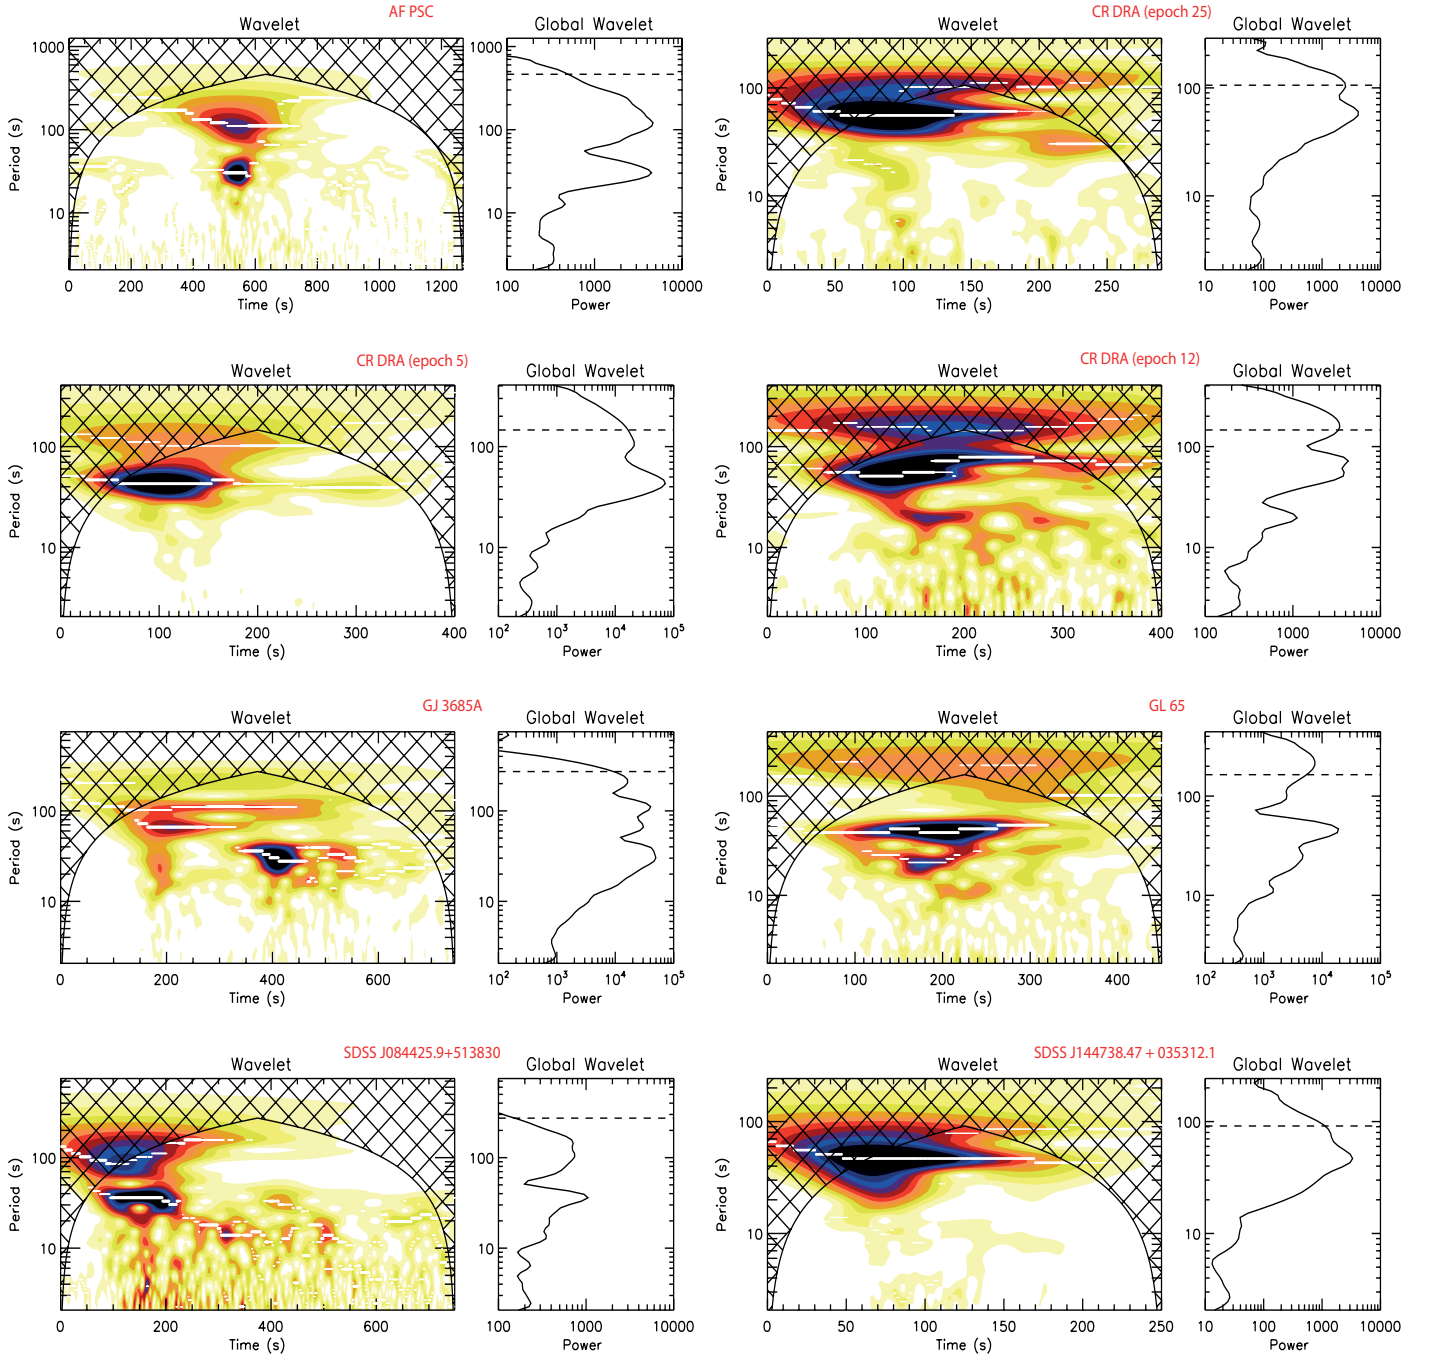 AF PSC
Wavelet
Global Wavelet
Period (s)
1000
100
10
0 200 400 600 800 1000 1200
Time (s)
1000
100
10
100 1000 10000
Power
CR DRA (epoch 25)
Wavelet
Global Wavelet
Period (s)
100
10
0 50 100 150 200 250
Time (s)
100
10
10 100 1000 10000
Power
CR DRA (epoch 5)
Wavelet
Global Wavelet
Period (s)
100
10
0 100 200 300 400
Time (s)
100
10
10² 10³ 10⁴ 10⁵
Power
CR DRA (epoch 12)
Wavelet
Global Wavelet
Period (s)
100
10
0 100 200 300 400
Time (s)
100
10
100 1000 10000
Power
GJ 3685A
Wavelet
Global Wavelet
Period (s)
100
10
0 200 400 600
Time (s)
100
10
10² 10³ 10⁴ 10⁵
Power
GL 65
Wavelet
Global Wavelet
Period (s)
100
10
0 100 200 300 400
Time (s)
100
10
10² 10³ 10⁴ 10⁵
Power
SDSS J084425.9+513830
Wavelet
Global Wavelet
Period (s)
100
10
0 200 400 600
Time (s)
100
10
100 1000 10000
Power
SDSS J144738.47 + 035312.1
Wavelet
Global Wavelet
Period (s)
100
10
0 50 100 150 200 250
Time (s)
100
10
10 100 1000 10000
Power